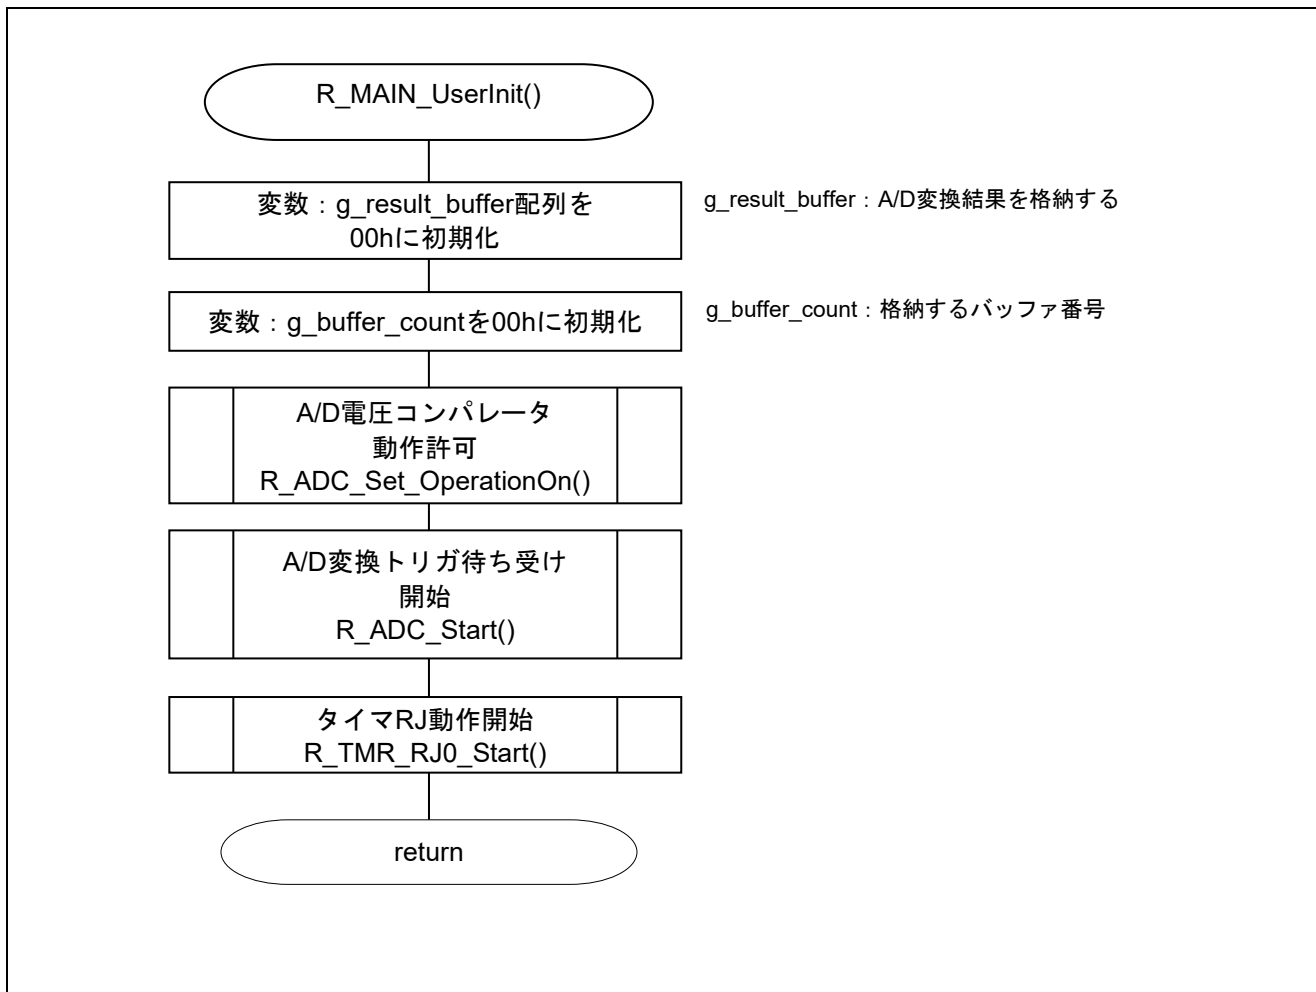 R_MAIN_UserInit()
変数：g_result_buffer配列を
00hに初期化
g_result_buffer：A/D変換結果を格納する
変数：g_buffer_countを00hに初期化
g_buffer_count：格納するバッファ番号
A/D電圧コンパレータ
動作許可
R_ADC_Set_OperationOn()
A/D変換トリガ待ち受け
開始
R_ADC_Start()
タイマRJ動作開始
R_TMR_RJ0_Start()
return